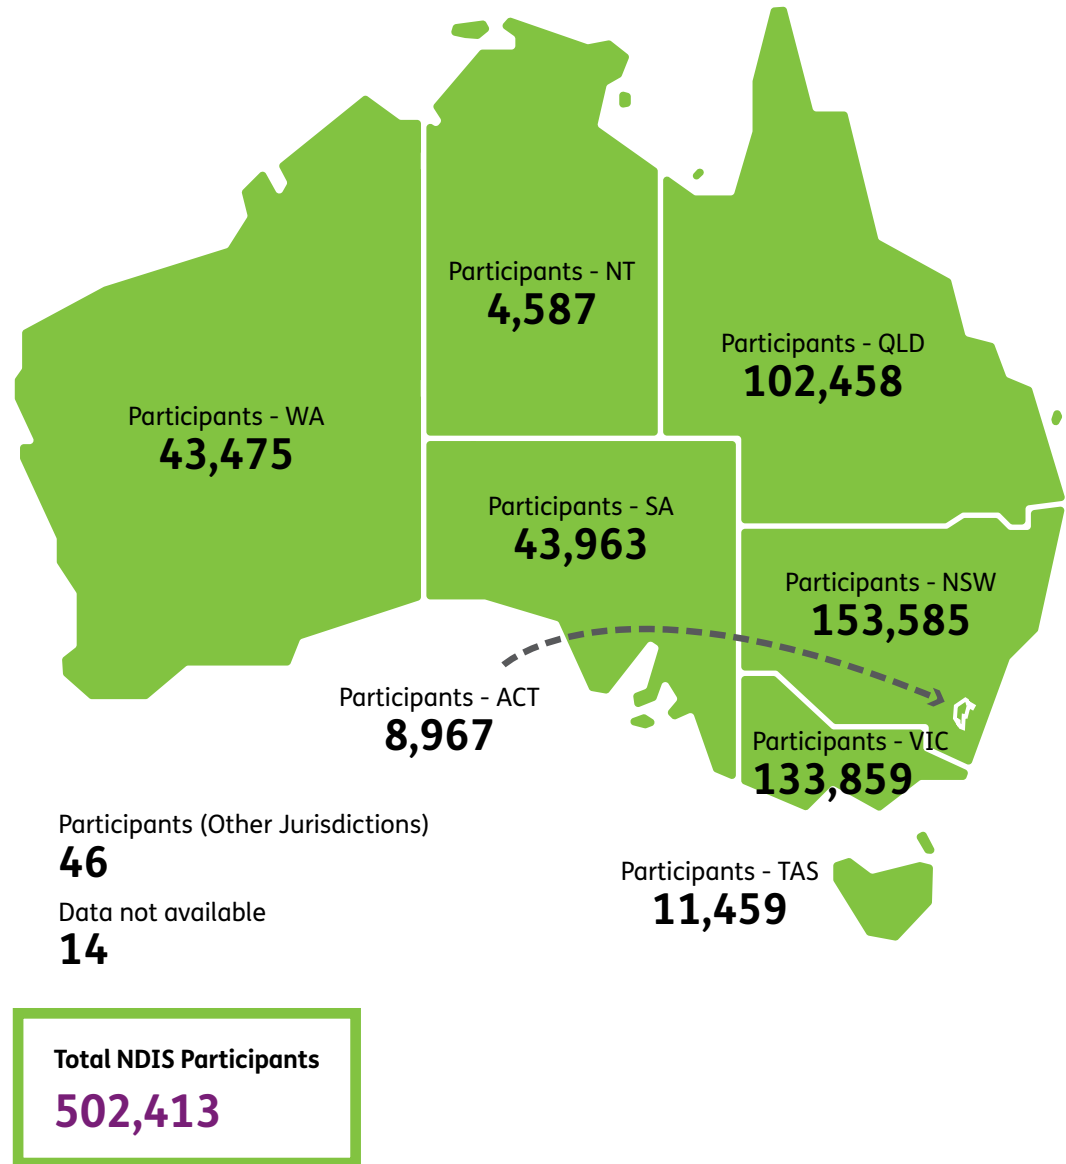 Participants - NT
4,587
Participants - QLD
102,458
Participants - WA
43,475
Participants - SA
43,963
Participants - NSW
153,585
Participants - ACT
8,967
Participants - VIC
133,859
Participants (Other Jurisdictions)
46
Participants - TAS
11,459
Data not available
14
Total NDIS Participants
502,413